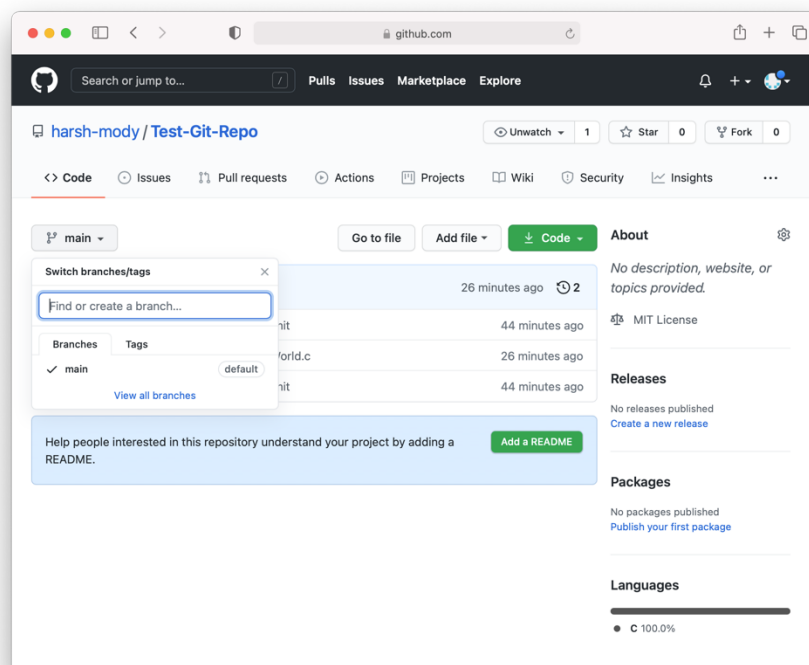 github.com
Search or jump to... /
Pulls Issues Marketplace Explore
harsh-mody / Test-Git-Repo
Unwatch 1 Star 0 Fork 0
Code Issues Pull requests Actions Projects Wiki Security Insights ...
main Go to file Add file Code
Switch branches/tags
Find or create a branch...
Branches Tags
main default
View all branches
26 minutes ago 2
44 minutes ago
26 minutes ago
44 minutes ago
Help people interested in this repository understand your project by adding a
README.
Add a README
About
No description, website, or
topics provided.
MIT License
Releases
No releases published
Create a new release
Packages
No packages published
Publish your first package
Languages
C 100.0%